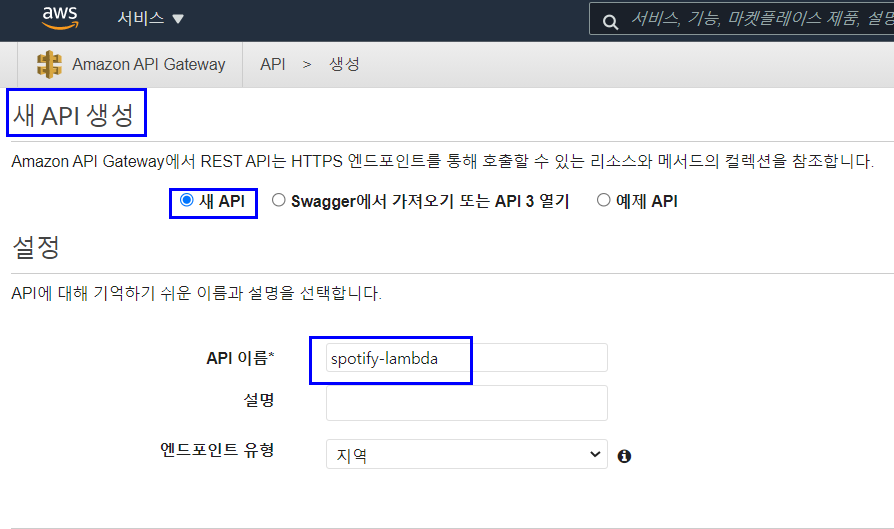 aws 서비스 ▼ 서비스, 기능, 마켓플레이스 제품, 설명
Amazon API Gateway API > 생성
새 API 생성
Amazon API Gateway에서 REST API는 HTTPS 엔드포인트를 통해 호출할 수 있는 리소스와 메서드의 컬렉션을 참조합니다.
새 API Swagger에서 가져오기 또는 API 3 열기 예제 API
설정
API에 대해 기억하기 쉬운 이름과 설명을 선택합니다.
API 이름* spotify-lambda
설명
엔드포인트 유형 지역